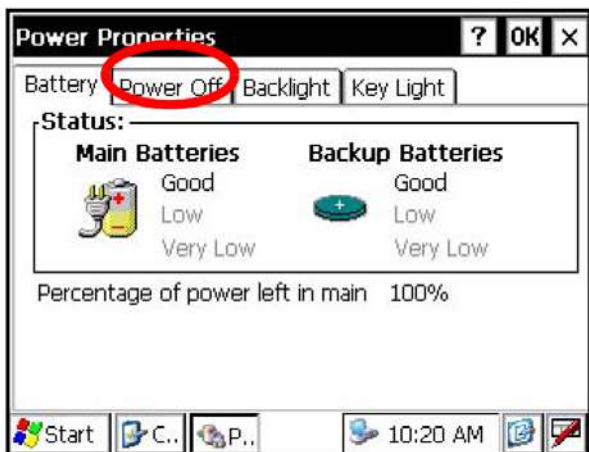 Power Properties ? OK ×
Battery Power Off Backlight Key Light
Status:
Main Batteries Backup Batteries
Good Good
Low Low
Very Low Very Low
Percentage of power left in main 100%
Start C.. P.. 10:20 AM